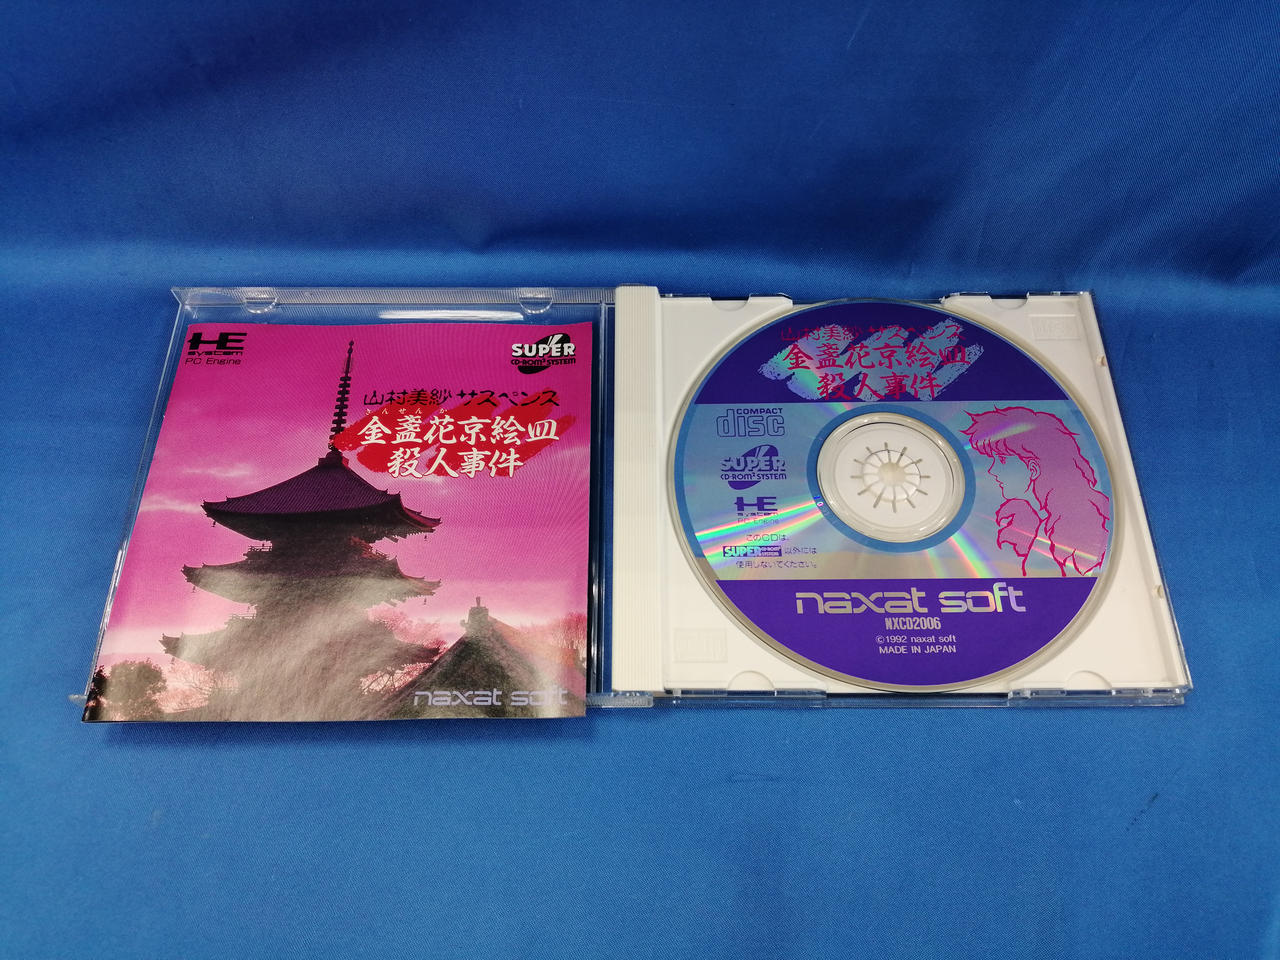 HE
system
PC Engine
SUPER
CD-ROM² SYSTEM
山村美紗サスペンス
きんせんか
金盞花京絵皿
殺人事件
naxat soft
山村美紗サスペンス
金盞花京絵皿
殺人事件
COMPACT
disc
SUPER
CD-ROM² SYSTEM
HE
system
PC Engine
このCDは、
SUPER CD-ROM² SYSTEM 以外には
使用しないでください。
naxat soft
NXCD2006
©1992 naxat soft
MADE IN JAPAN